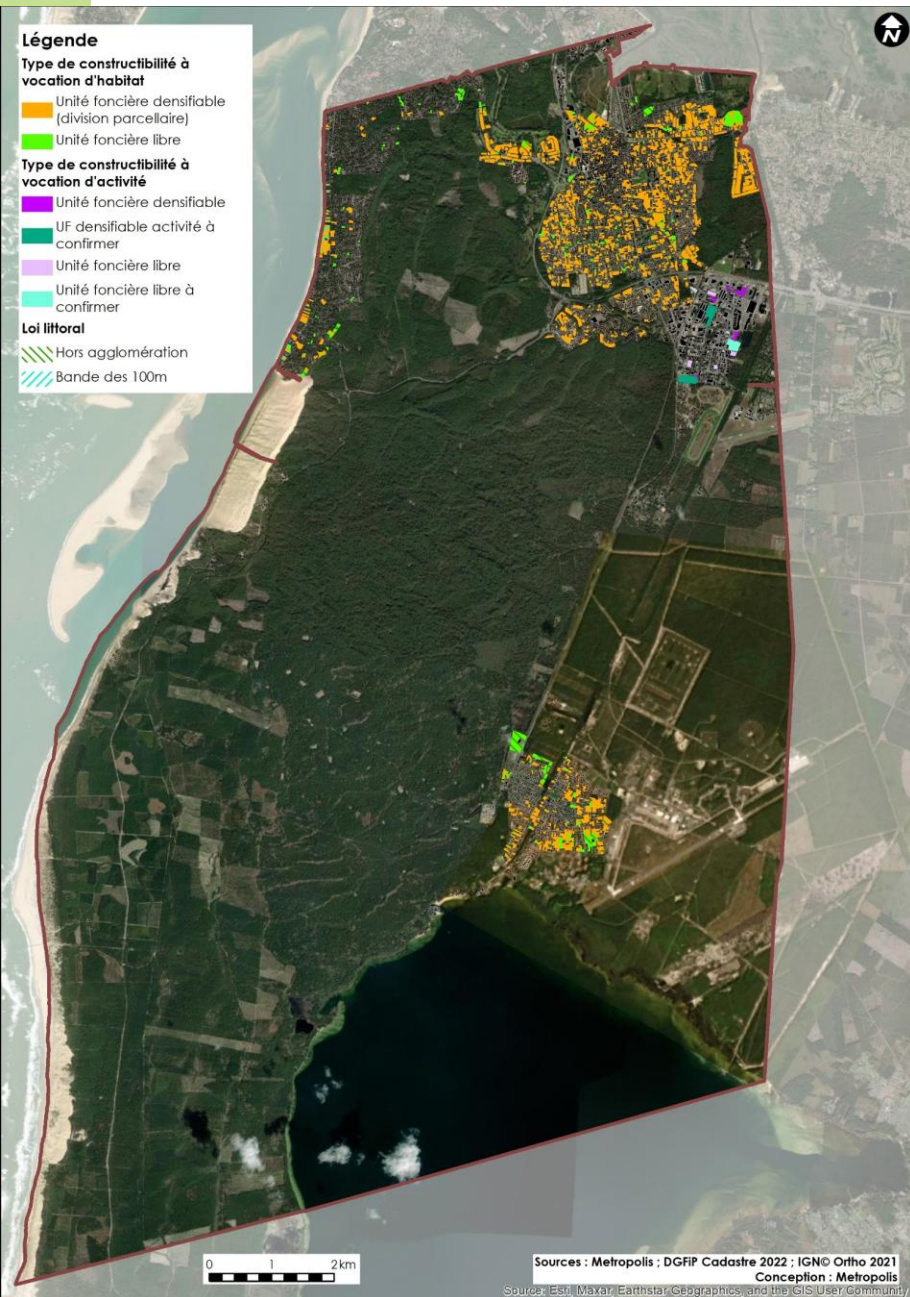 Légende
Type de constructibilité à
vocation d'habitat
Unité foncière densifiable
(division parcellaire)
Unité foncière libre
Type de constructibilité à
vocation d'activité
Unité foncière densifiable
UF densifiable activité à
confirmer
Unité foncière libre
Unité foncière libre à
confirmer
Loi littoral
Hors agglomération
Bande des 100m
N
0 1 2km
Sources : Metropolis ; DGFiP Cadastre 2022 ; IGN© Ortho 2021
Conception : Metropolis
Source: Esri, Maxar, Earthstar Geographics, and the GIS User Community